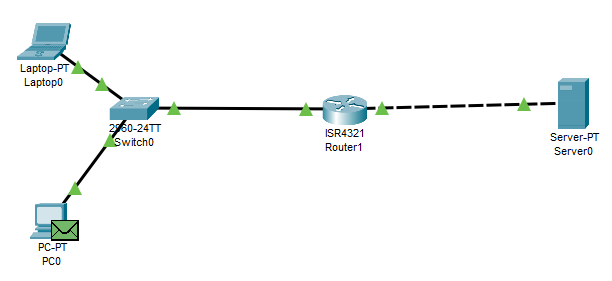 Laptop-PT
Laptop0
2960-24TT
Switch0
ISR4321
Router1
Server-PT
Server0
PC-PT
PC0